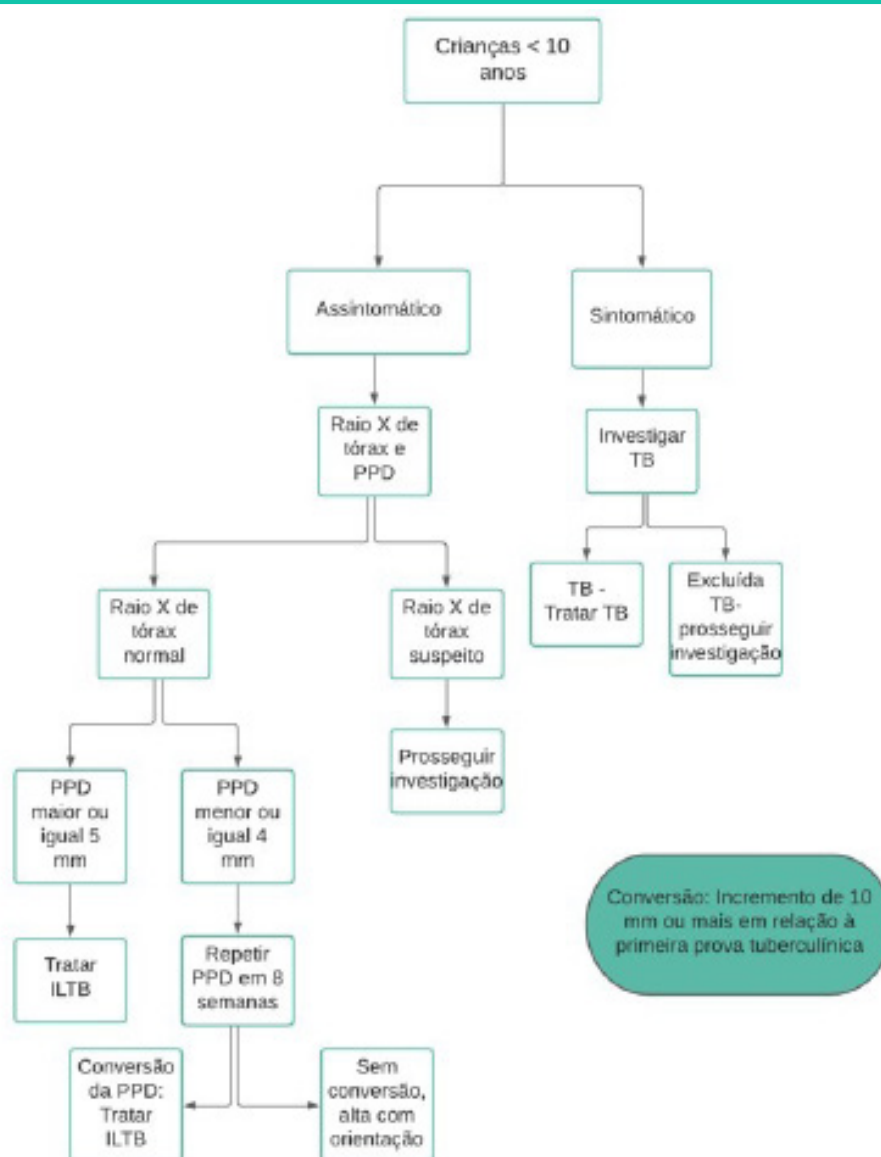 Crianças < 10
anos
Assintomático
Sintomático
Raio X de
tórax e
PPD
Investigar
TB
Raio X de
tórax
normal
Raio X de
tórax
suspeito
TB -
Tratar TB
Excluída
TB-
prosseguir
investigação
PPD
maior ou
igual 5
mm
PPD
menor ou
igual 4
mm
Prosseguir
investigação
Tratar
ILTB
Repetir
PPD em 8
semanas
Conversão: Incremento de 10
mm ou mais em relação à
primeira prova tuberculínica
Conversão
da PPD:
Tratar
ILTB
Sem
conversão,
alta com
orientação